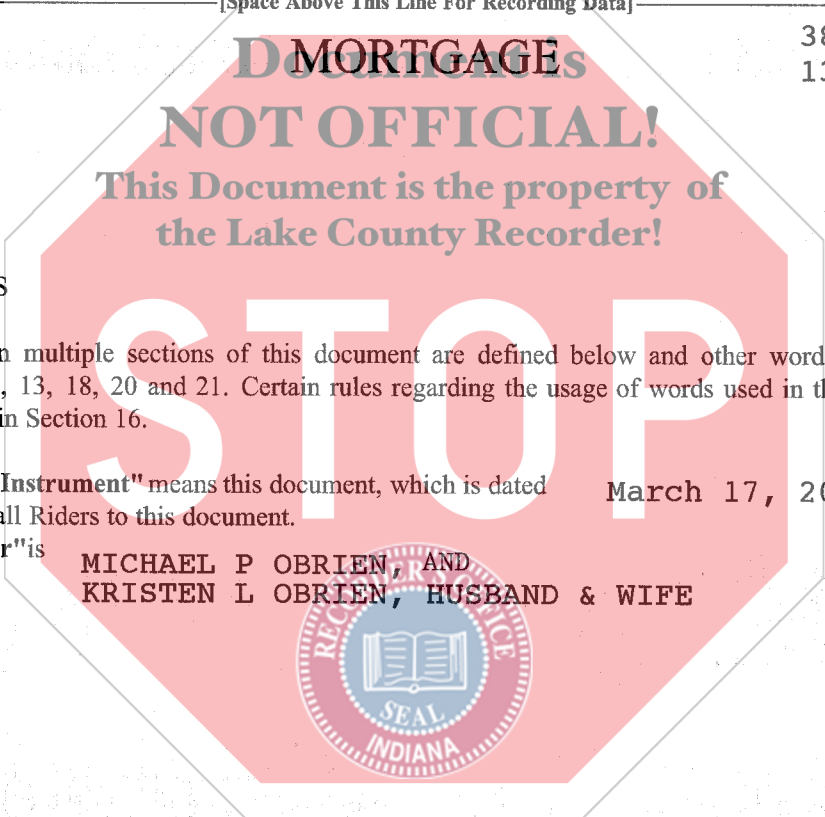 [Space Above This Line For Recording Data]
MORTGAGE
Document is
NOT OFFICIAL!
This Document is the property of
the Lake County Recorder!
STOP
S
n multiple sections of this document are defined below and other word
, 13, 18, 20 and 21. Certain rules regarding the usage of words used in th
in Section 16.
Instrument" means this document, which is dated March 17, 20
all Riders to this document.
r"is
MICHAEL P OBRIEN, AND
KRISTEN L OBRIEN, HUSBAND & WIFE
RECORDER'S OFFICE
SEAL
INDIANA